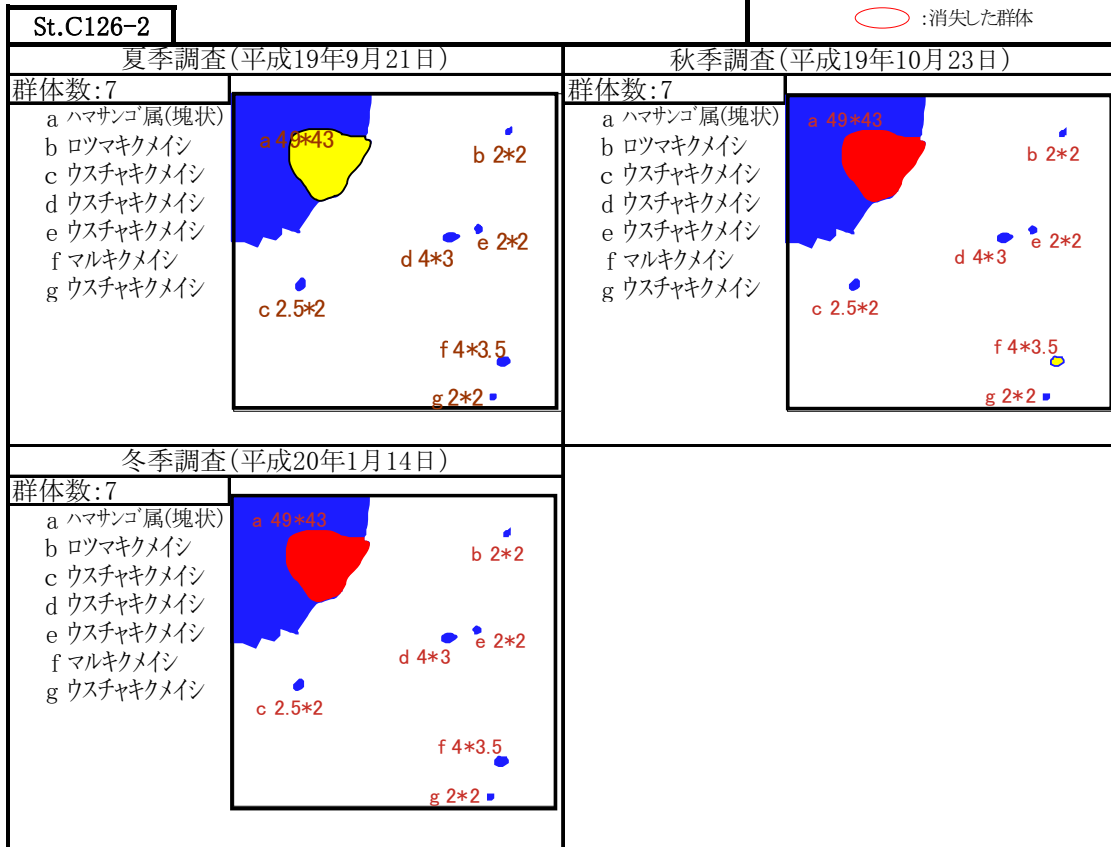 St.C126-2
:消失した群体
夏季調査(平成19年9月21日)
群体数:7
a ハマサンゴ属(塊状)
b ロツマキクメイシ
c ウスチャキクメイシ
d ウスチャキクメイシ
e ウスチャキクメイシ
f マルキクメイシ
g ウスチャキクメイシ
a 49*43
b 2*2
e 2*2
d 4*3
c 2.5*2
f 4*3.5
g 2*2
秋季調査(平成19年10月23日)
群体数:7
a ハマサンゴ属(塊状)
b ロツマキクメイシ
c ウスチャキクメイシ
d ウスチャキクメイシ
e ウスチャキクメイシ
f マルキクメイシ
g ウスチャキクメイシ
a 49*43
b 2*2
e 2*2
d 4*3
c 2.5*2
f 4*3.5
g 2*2
冬季調査(平成20年1月14日)
群体数:7
a ハマサンゴ属(塊状)
b ロツマキクメイシ
c ウスチャキクメイシ
d ウスチャキクメイシ
e ウスチャキクメイシ
f マルキクメイシ
g ウスチャキクメイシ
a 49*43
b 2*2
e 2*2
d 4*3
c 2.5*2
f 4*3.5
g 2*2